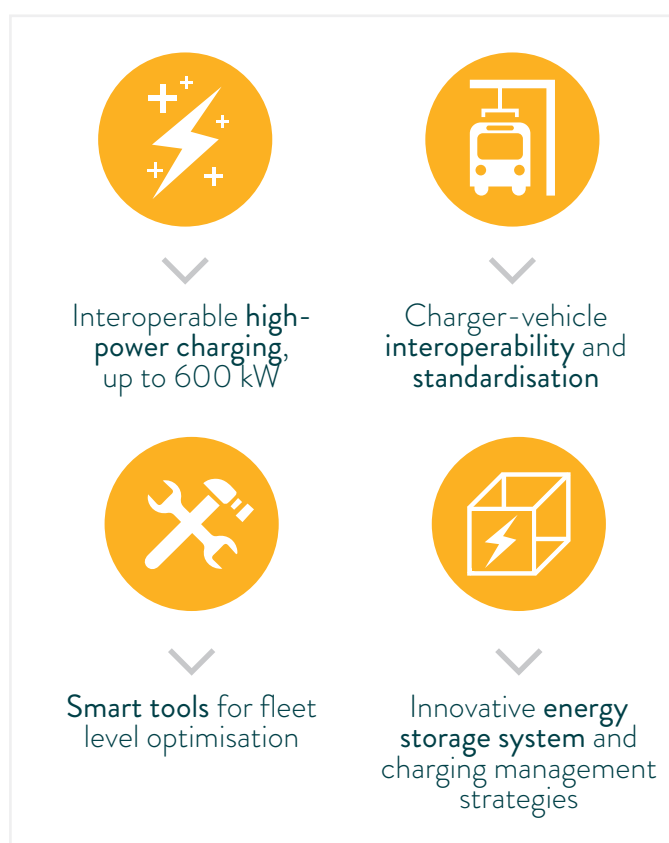 Interoperable high-
power charging,
up to 600 kW
Charger-vehicle
interoperability and
standardisation
Smart tools for fleet
level optimisation
Innovative energy
storage system and
charging management
strategies